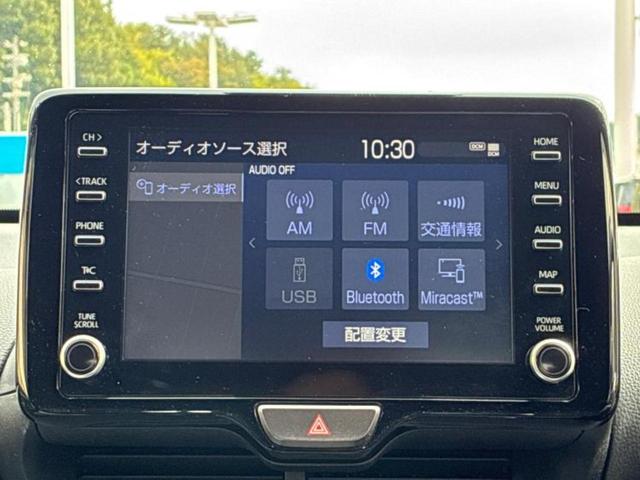 CH >
< TRACK
PHONE
T<C
TUNE
SCROLL
オーディオソース選択
10:30
DCM
DCM
AUDIO OFF
オーディオ選択
AM
FM
交通情報
USB
Bluetooth
Miracast™
配置変更
HOME
MENU
AUDIO
MAP
POWER
VOLUME